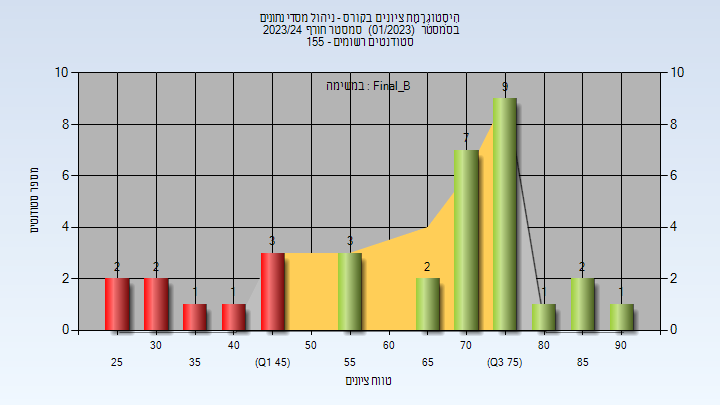 היסטוגרמת ציונים בקורס - ניהול מסדי נתונים
בסמסטר (01/2023) סמסטר חורף 2023/24
סטודנטים רשומים - 155
במשימה : Final_B
מספר סטודנטים
10 10
8 8
6 6
4 4
2 2
0 0
2 2 1 1 3 3 2 7 9 1 2 1
30 40 50 60 70 80 90
25 35 (Q1 45) 55 65 (Q3 75) 85
טווח ציונים